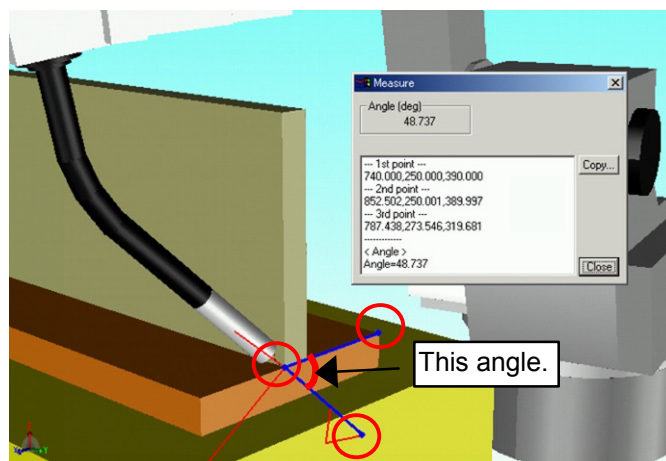 Measure
Angle (deg)
48.737
--- 1st point ---
740.000,250.000,390.000
--- 2nd point ---
852.502,250.001,389.997
--- 3rd point ---
787.438,273.546,319.681
-------------
< Angle >
Angle=48.737
Copy...
Close
This angle.